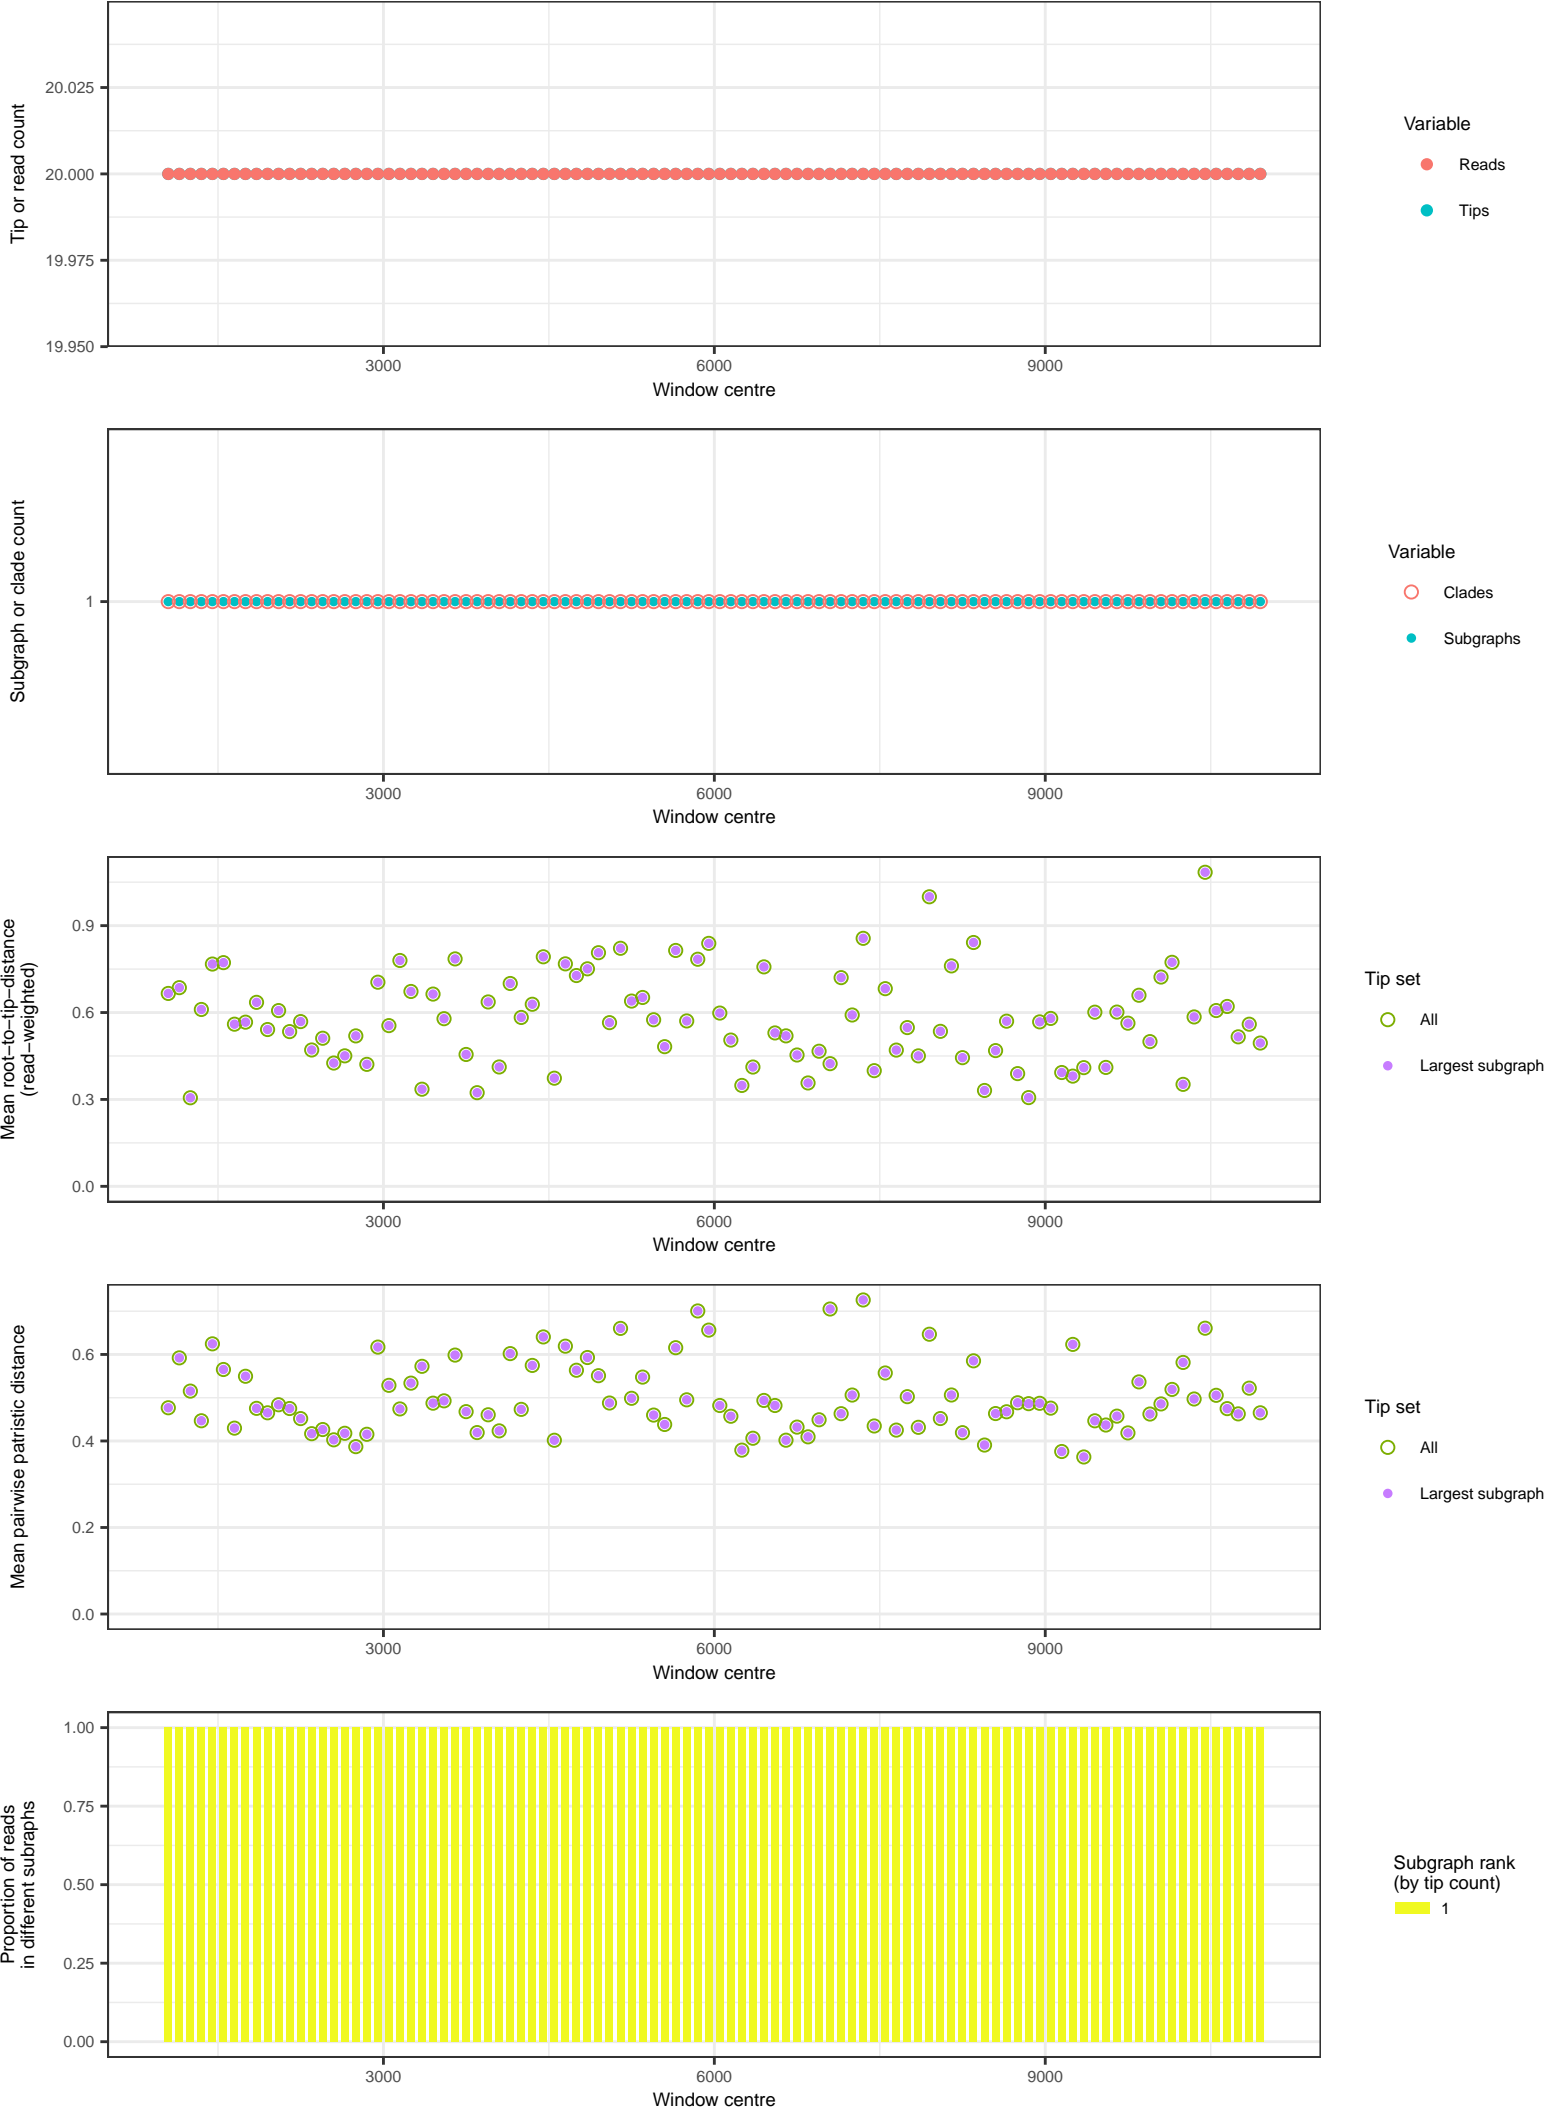 Tip or read count
20.025
20.000
19.975
19.950
3000
6000
9000
Window centre
Variable
Reads
Tips
Subgraph or clade count
1
3000
6000
9000
Window centre
Variable
Clades
Subgraphs
Mean root−to−tip−distance
(read−weighted)
0.9
0.6
0.3
0.0
3000
6000
9000
Window centre
Tip set
All
Largest subgraph
Mean pairwise patristic distance
0.6
0.4
0.2
0.0
3000
6000
9000
Window centre
Tip set
All
Largest subgraph
Proportion of reads
in different subraphs
1.00
0.75
0.50
0.25
0.00
3000
6000
9000
Window centre
Subgraph rank
(by tip count)
1